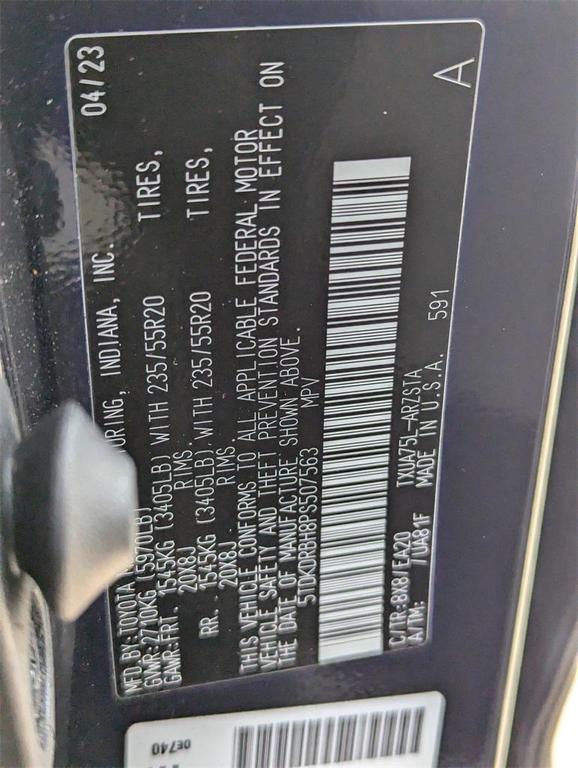 MFD.BY:TOYOTA URING, INDIANA, INC. 04/23
GVWR:2710KG (5970LB)
GAWR:FRT. 1545KG (3405LB) WITH 235/55R20 TIRES,
20X8J RIMS.
RR. 1545KG (3405LB) WITH 235/55R20 TIRES,
20X8J RIMS.
THIS VEHICLE CONFORMS TO ALL APPLICABLE FEDERAL MOTOR
VEHICLE SAFETY AND THEFT PREVENTION STANDARDS IN EFFECT ON
THE DATE OF MANUFACTURE SHOWN ABOVE.
5TDKDRBH8PS507563 MPV
C/TR:8X8/EA20 TXUA75L-ARZSTA
A/TM: /UA81F MADE IN U.S.A. 591
A
0E740